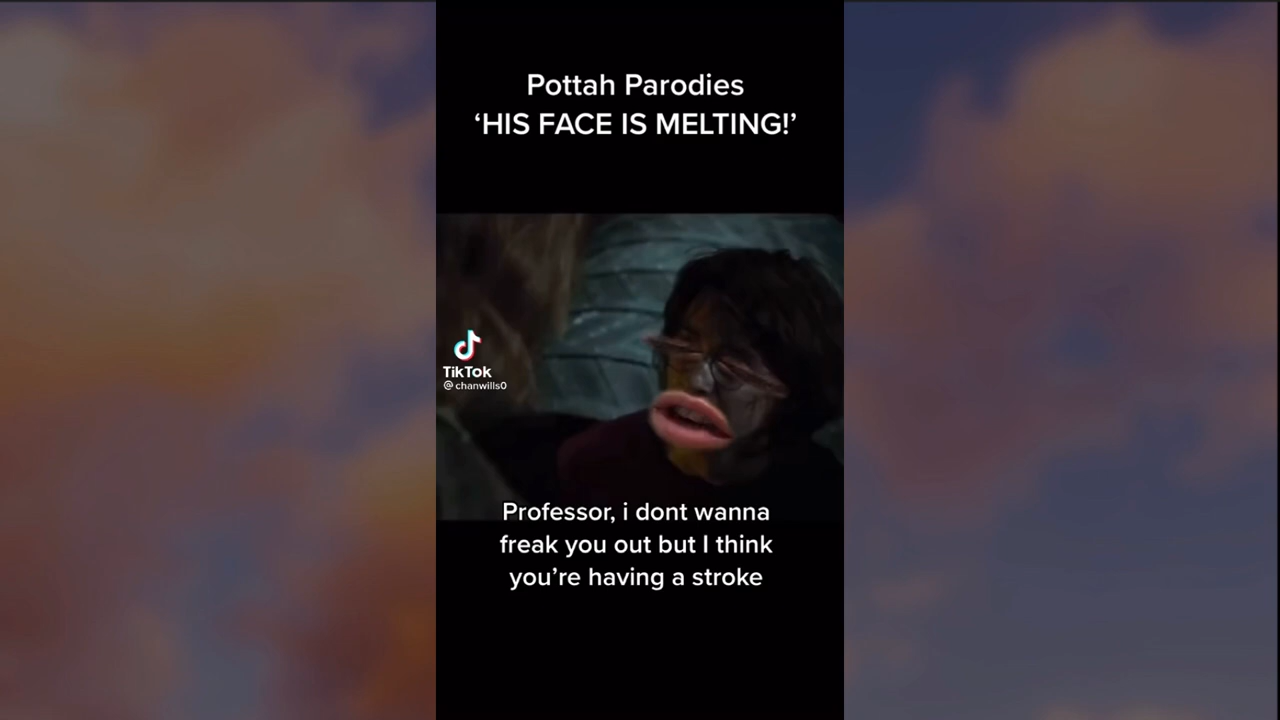 Pottah Parodies
‘HIS FACE IS MELTING!’
TikTok
@chanwills0
Professor, i dont wanna
freak you out but I think
you’re having a stroke